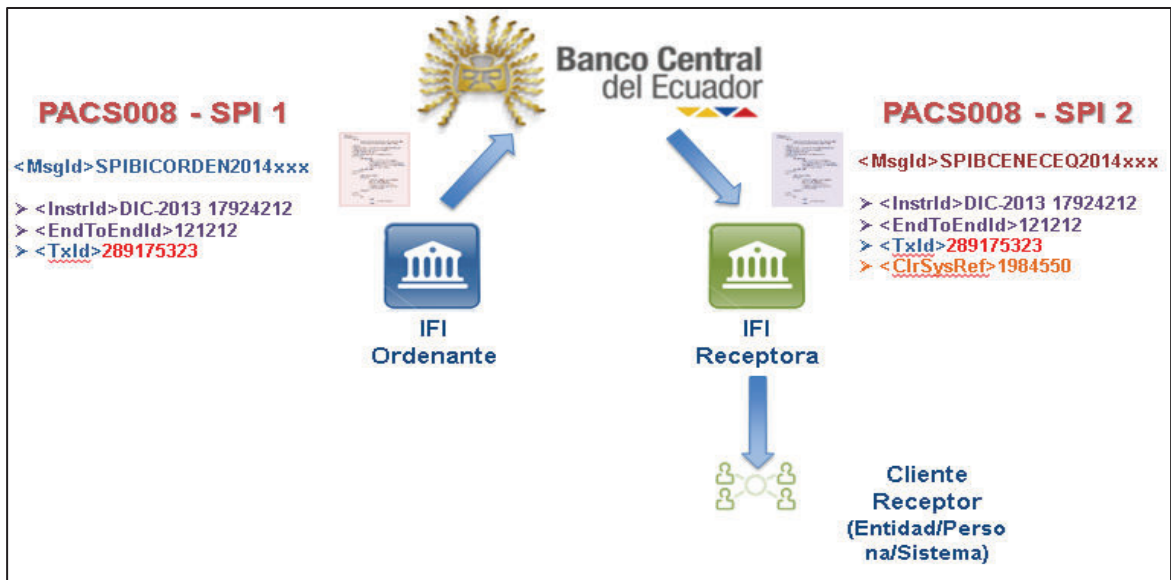 Banco Central
del Ecuador
PACS008 - SPI 1
<MsgId>SPIBICORDEN2014xxx
➢ <InstrId>DIC-2013 17924212
➢ <EndToEndId>121212
➢ <TxId>289175323
PACS008 - SPI 2
<MsgId>SPIBCENECEQ2014xxx
➢ <InstrId>DIC-2013 17924212
➢ <EndToEndId>121212
➢ <TxId>289175323
➢ <ClrSysRef>1984550
IFI
Ordenante
IFI
Receptora
Cliente
Receptor
(Entidad/Perso
na/Sistema)